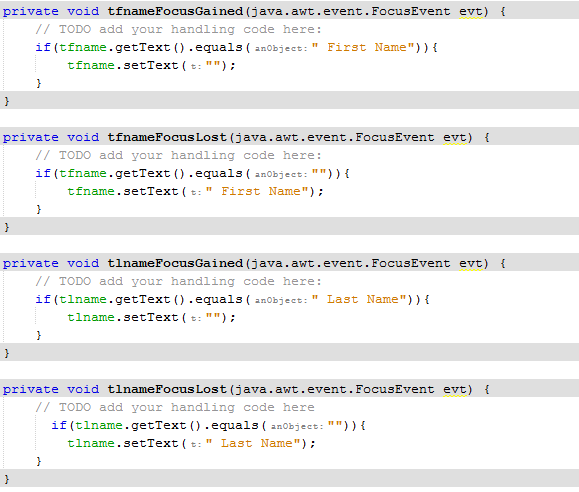 private void tfnameFocusGained(java.awt.event.FocusEvent evt) {
// TODO add your handling code here:
if(tfname.getText().equals(anObject:" First Name")){
tfname.setText(t:"");
}
}
private void tfnameFocusLost(java.awt.event.FocusEvent evt) {
// TODO add your handling code here:
if(tfname.getText().equals(anObject:"")){
tfname.setText(t:" First Name");
}
}
private void tlnameFocusGained(java.awt.event.FocusEvent evt) {
// TODO add your handling code here:
if(tlname.getText().equals(anObject:" Last Name")){
tlname.setText(t:"");
}
}
private void tlnameFocusLost(java.awt.event.FocusEvent evt) {
// TODO add your handling code here
if(tlname.getText().equals(anObject:"")){
tlname.setText(t:" Last Name");
}
}